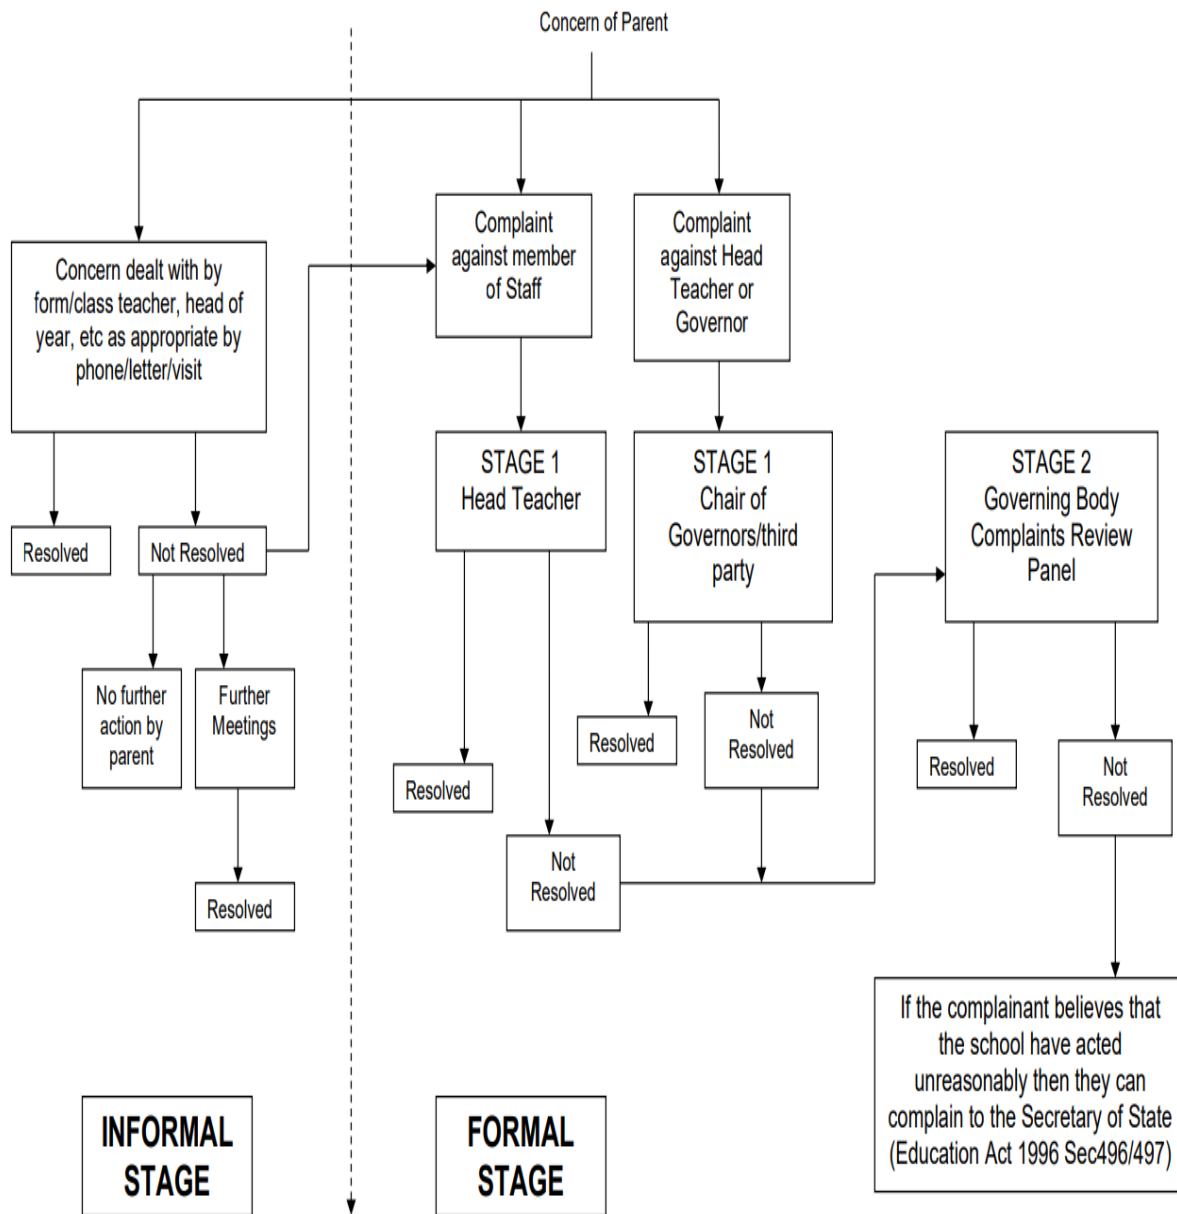 Concern of Parent
Concern dealt with by
form/class teacher, head of
year, etc as appropriate by
phone/letter/visit
Complaint
against member
of Staff
Complaint
against Head
Teacher or
Governor
STAGE 1
Head Teacher
STAGE 1
Chair of
Governors/third
party
STAGE 2
Governing Body
Complaints Review
Panel
Resolved
Not Resolved
No further
action by
parent
Further
Meetings
Resolved
Resolved
Not
Resolved
Resolved
Not
Resolved
Resolved
Not
Resolved
If the complainant believes that
the school have acted
unreasonably then they can
complain to the Secretary of State
(Education Act 1996 Sec496/497)
INFORMAL
STAGE
FORMAL
STAGE